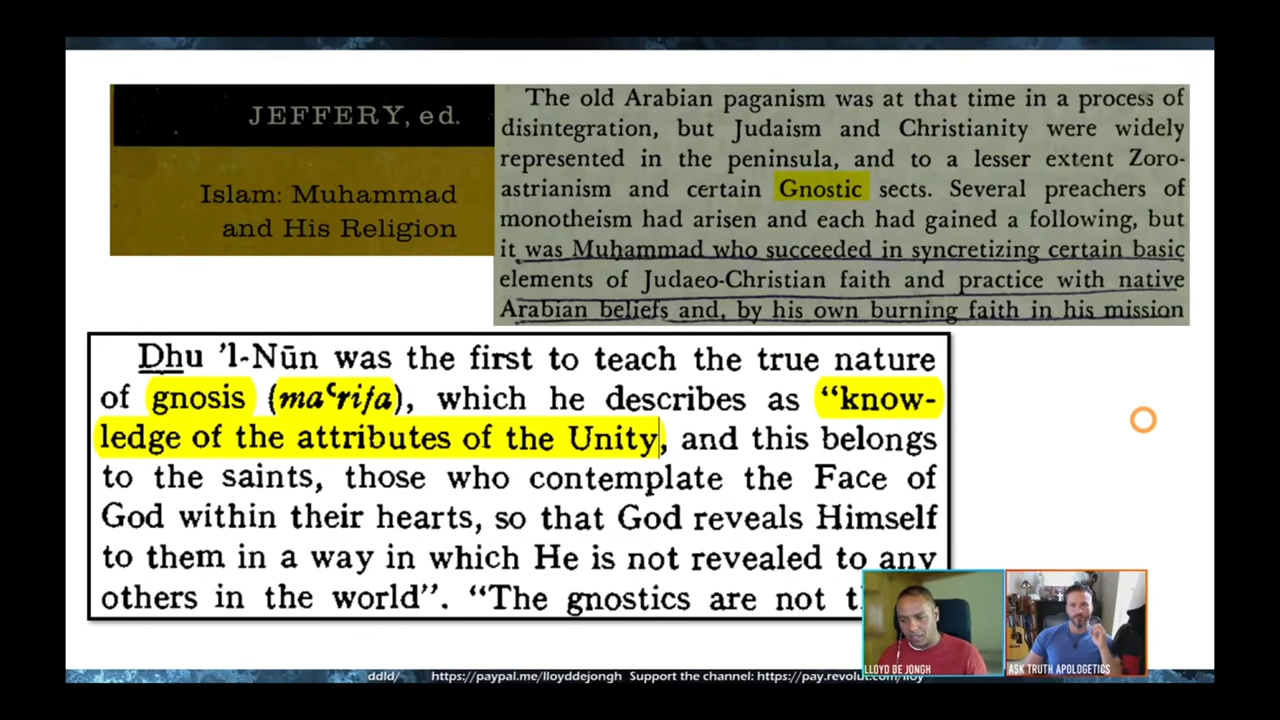 JEFFERY, ed.
Islam: Muhammad
and His Religion
The old Arabian paganism was at that time in a process of
disintegration, but Judaism and Christianity were widely
represented in the peninsula, and to a lesser extent Zoro-
astrianism and certain Gnostic sects. Several preachers of
monotheism had arisen and each had gained a following, but
it was Muḥammad who succeeded in syncretizing certain basic
elements of Judaeo-Christian faith and practice with native
Arabian beliefs and, by his own burning faith in his mission
Dhu 'l-Nūn was the first to teach the true nature
of gnosis (maʿrifa), which he describes as “know-
ledge of the attributes of the Unity, and this belongs
to the saints, those who contemplate the Face of
God within their hearts, so that God reveals Himself
to them in a way in which He is not revealed to any
others in the world”. “The gnostics are not
LLOYD DE JONGH
ASK TRUTH APOLOGETICS
ddld/ https://paypal.me/lloyddejongh Support the channel: https://pay.revolut.com/lloy